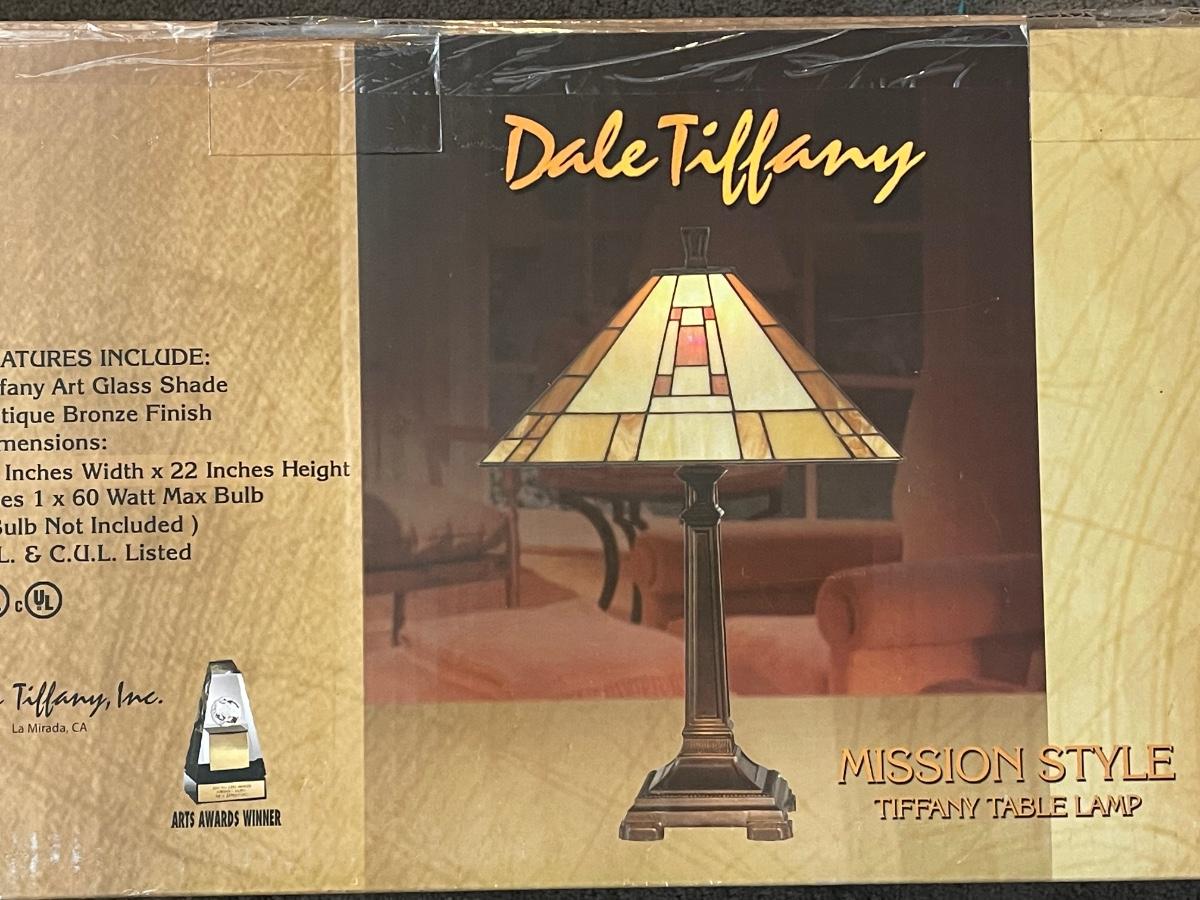 Dale Tiffany
ATURES INCLUDE:
fany Art Glass Shade
tique Bronze Finish
mensions:
Inches Width x 22 Inches Height
es 1 x 60 Watt Max Bulb
Bulb Not Included )
L. & C.U.L. Listed
c UL
Tiffany, Inc.
La Mirada, CA
ARTS AWARDS WINNER
MISSION STYLE
TIFFANY TABLE LAMP